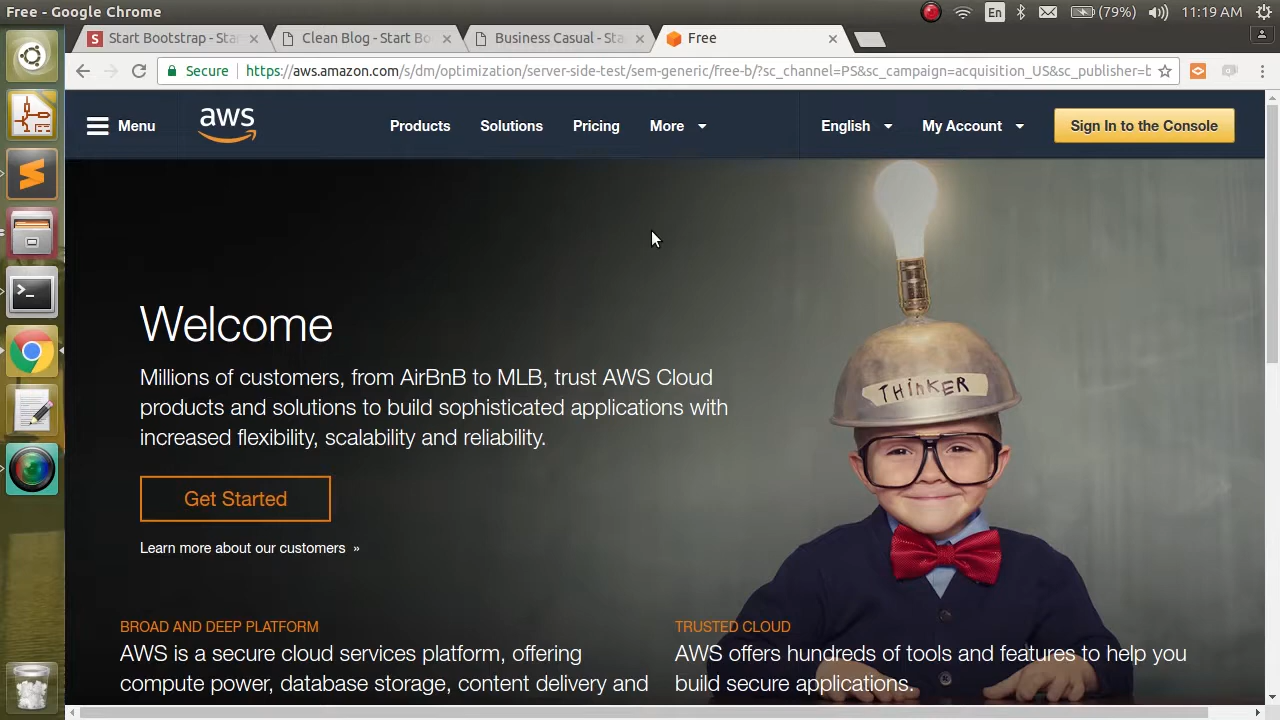 Free - Google Chrome
En
(79%)
11:19 AM
Start Bootstrap - Sta
Clean Blog - Start Bo
Business Casual - Sta
Free
Secure
https://aws.amazon.com/s/dm/optimization/server-side-test/sem-generic/free-b/?sc_channel=PS&sc_campaign=acquisition_US&sc_publisher=b
Menu
aws
Products
Solutions
Pricing
More
English
My Account
Sign In to the Console
THINKER
Welcome
Millions of customers, from AirBnB to MLB, trust AWS Cloud
products and solutions to build sophisticated applications with
increased flexibility, scalability and reliability.
Get Started
Learn more about our customers »
BROAD AND DEEP PLATFORM
AWS is a secure cloud services platform, offering
compute power, database storage, content delivery and
TRUSTED CLOUD
AWS offers hundreds of tools and features to help you
build secure applications.